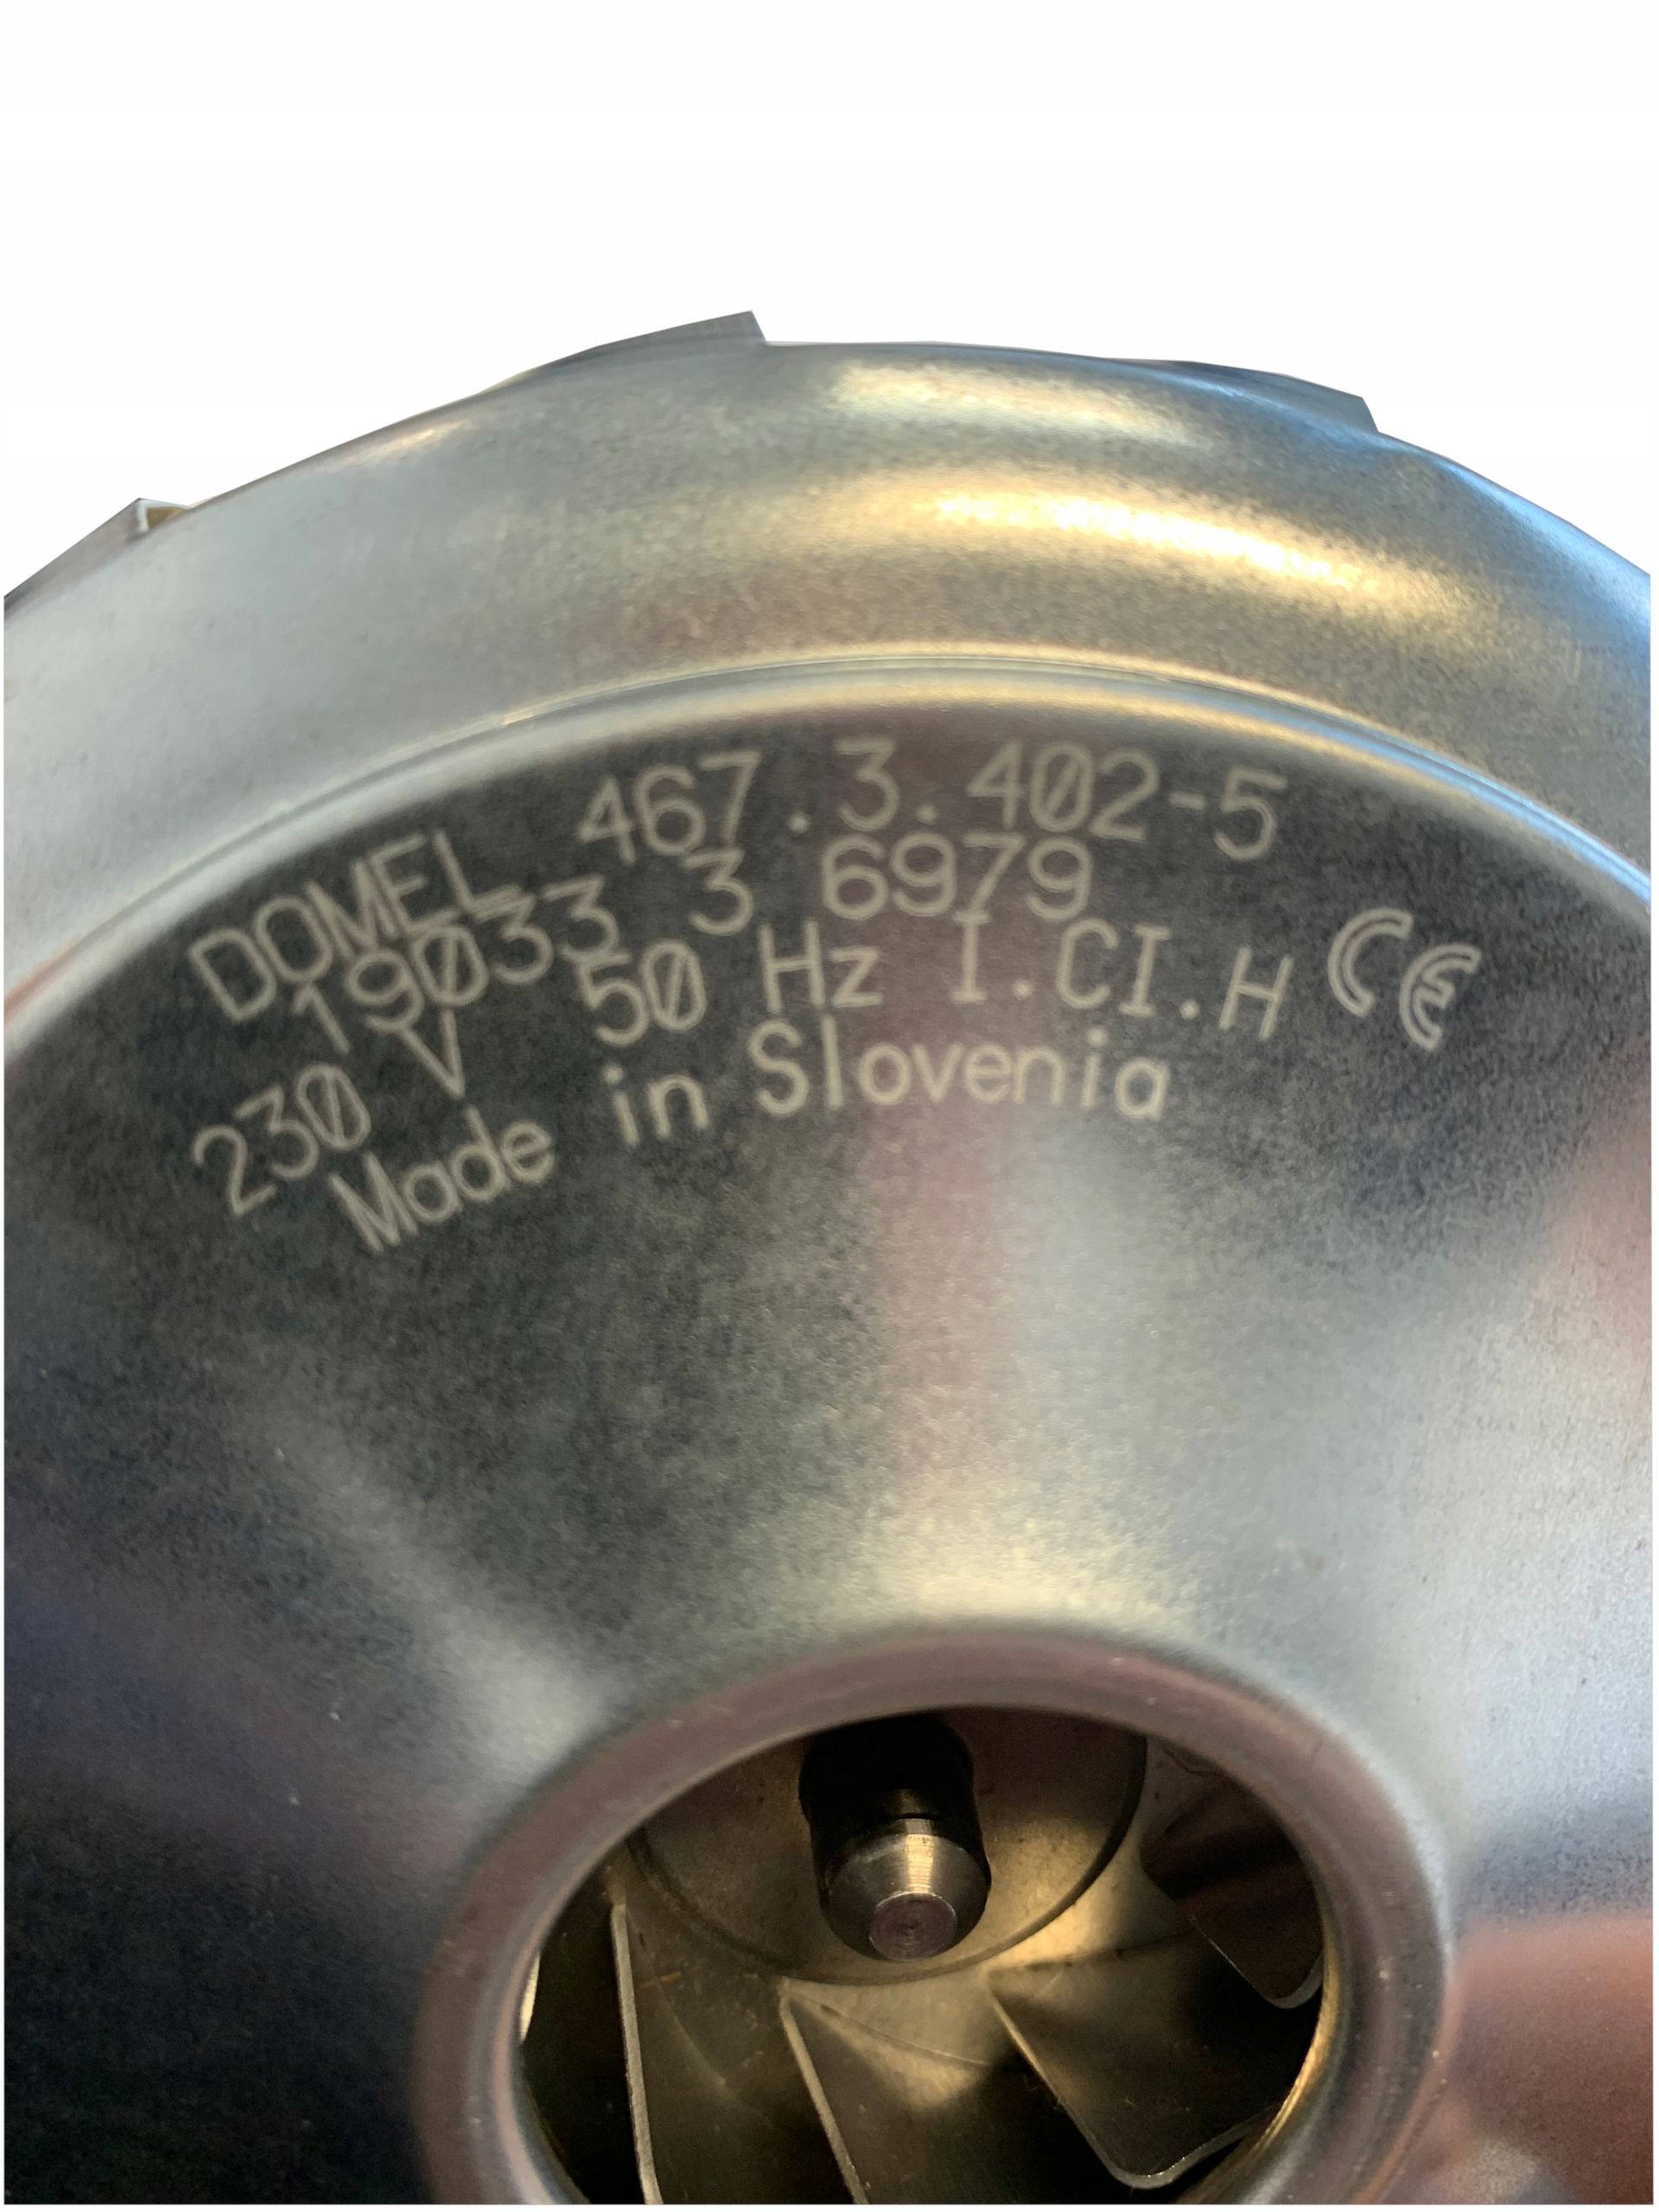 DOMEL 467.3.402-5
19033 3 6979
230 V 50 Hz I.CI.H CE
Made in Slovenia